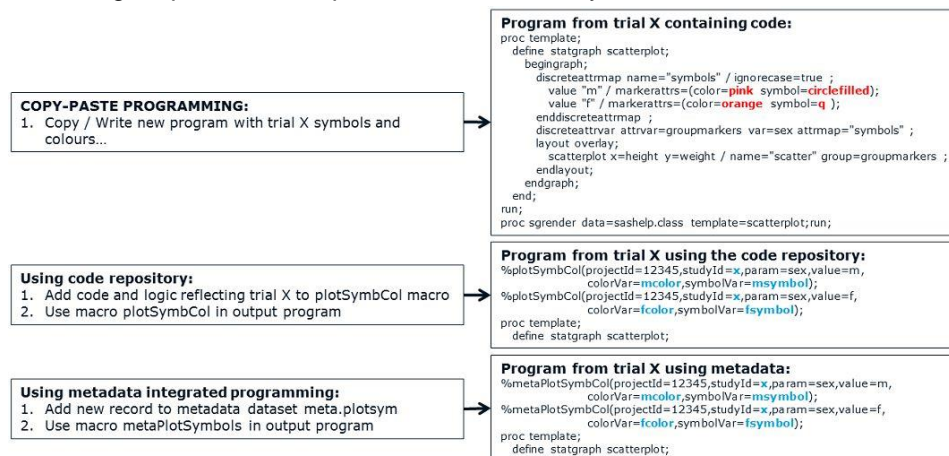 COPY-PASTE PROGRAMMING:
1. Copy / Write new program with trial X symbols and
colours...
Program from trial X containing code:
proc template;
define statgraph scatterplot;
begingraph;
discreteattrmap name="symbols" / ignorecase=true ;
value "m" / markerattrs=(color=pink symbol=circlefilled);
value "f" / markerattrs=(color=orange symbol=q );
enddiscreteattrmap ;
discreteattrvar attrvar=groupmarkers var=sex attrmap="symbols" ;
layout overlay;
scatterplot x=height y=weight / name="scatter" group=groupmarkers ;
endlayout;
endgraph;
end;
run;
proc sgrender data=sashelp.class template=scatterplot;run;
Using code repository:
1. Add code and logic reflecting trial X to plotSymbCol macro
2. Use macro plotSymbCol in output program
Program from trial X using the code repository:
%plotSymbCol(projectId=12345,studyId=x,param=sex,value=m,
colorVar=mcolor,symbolVar=msymbol);
%plotSymbCol(projectId=12345,studyId=x,param=sex,value=f,
colorVar=fcolor,symbolVar=fsymbol);
proc template;
define statgraph scatterplot;
Using metadata integrated programming:
1. Add new record to metadata dataset meta.plotsym
2. Use macro metaPlotSymbols in output program
Program from trial X using metadata:
%metaPlotSymbCol(projectId=12345,studyId=x,param=sex,value=m,
colorVar=mcolor,symbolVar=msymbol);
%metaPlotSymbCol(projectId=12345,studyId=x,param=sex,value=f,
colorVar=fcolor,symbolVar=fsymbol);
proc template;
define statgraph scatterplot;